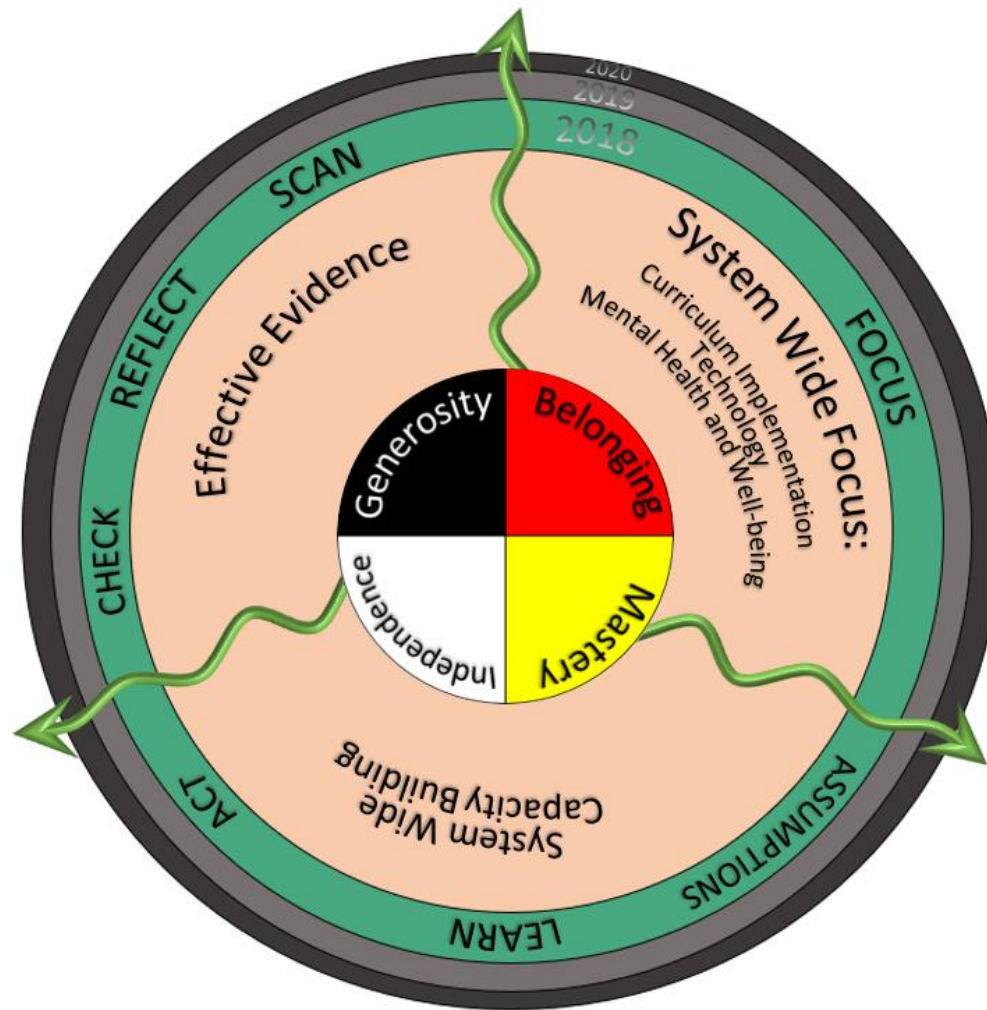 2020
2019
2018
SCAN
FOCUS
ASSUMPTIONS
LEARN
ACT
CHECK
REFLECT
System Wide Focus:
Curriculum Implementation
Technology
Mental Health and Well-being
System Wide
Capacity Building
Effective Evidence
Belonging
Mastery
Independence
Generosity